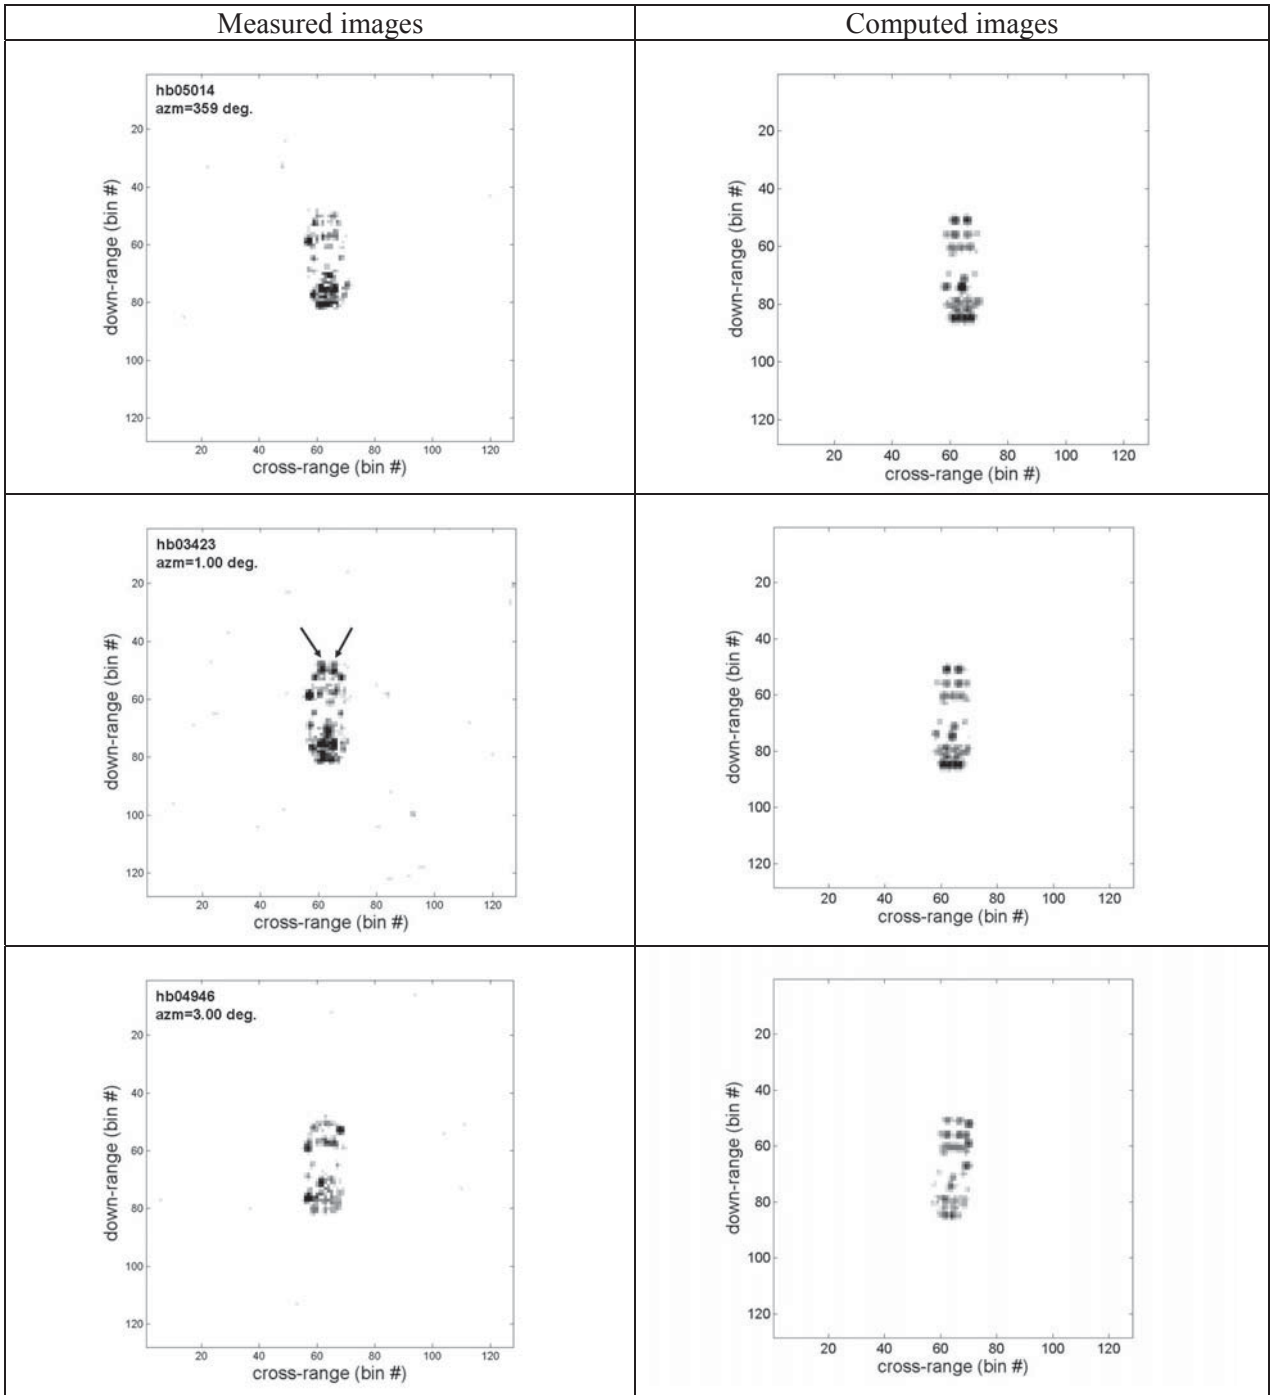 Measured images
Computed images
hb05014
azm=359 deg.
20
40
60
80
100
120
down-range (bin #)
20 40 60 80 100 120
cross-range (bin #)
20
40
60
80
100
120
down-range (bin #)
20 40 60 80 100 120
cross-range (bin #)
hb03423
azm=1.00 deg.
20
40
60
80
100
120
down-range (bin #)
20 40 60 80 100 120
cross-range (bin #)
20
40
60
80
100
120
down-range (bin #)
20 40 60 80 100 120
cross-range (bin #)
hb04946
azm=3.00 deg.
20
40
60
80
100
120
down-range (bin #)
20 40 60 80 100 120
cross-range (bin #)
20
40
60
80
100
120
down-range (bin #)
20 40 60 80 100 120
cross-range (bin #)